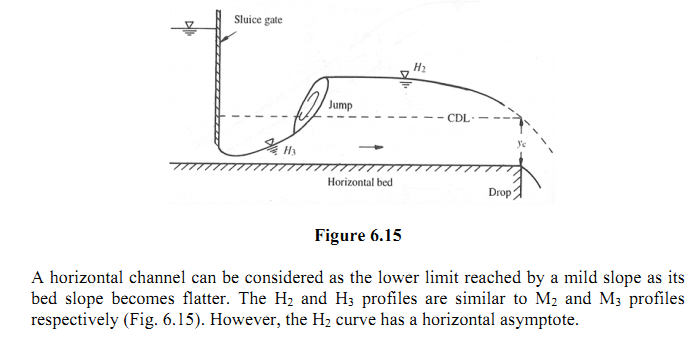 Sluice gate
H₂
Jump
CDL
yc
H₃
Horizontal bed
Drop
Figure 6.15
A horizontal channel can be considered as the lower limit reached by a mild slope as its
bed slope becomes flatter. The H₂ and H₃ profiles are similar to M₂ and M₃ profiles
respectively (Fig. 6.15). However, the H₂ curve has a horizontal asymptote.